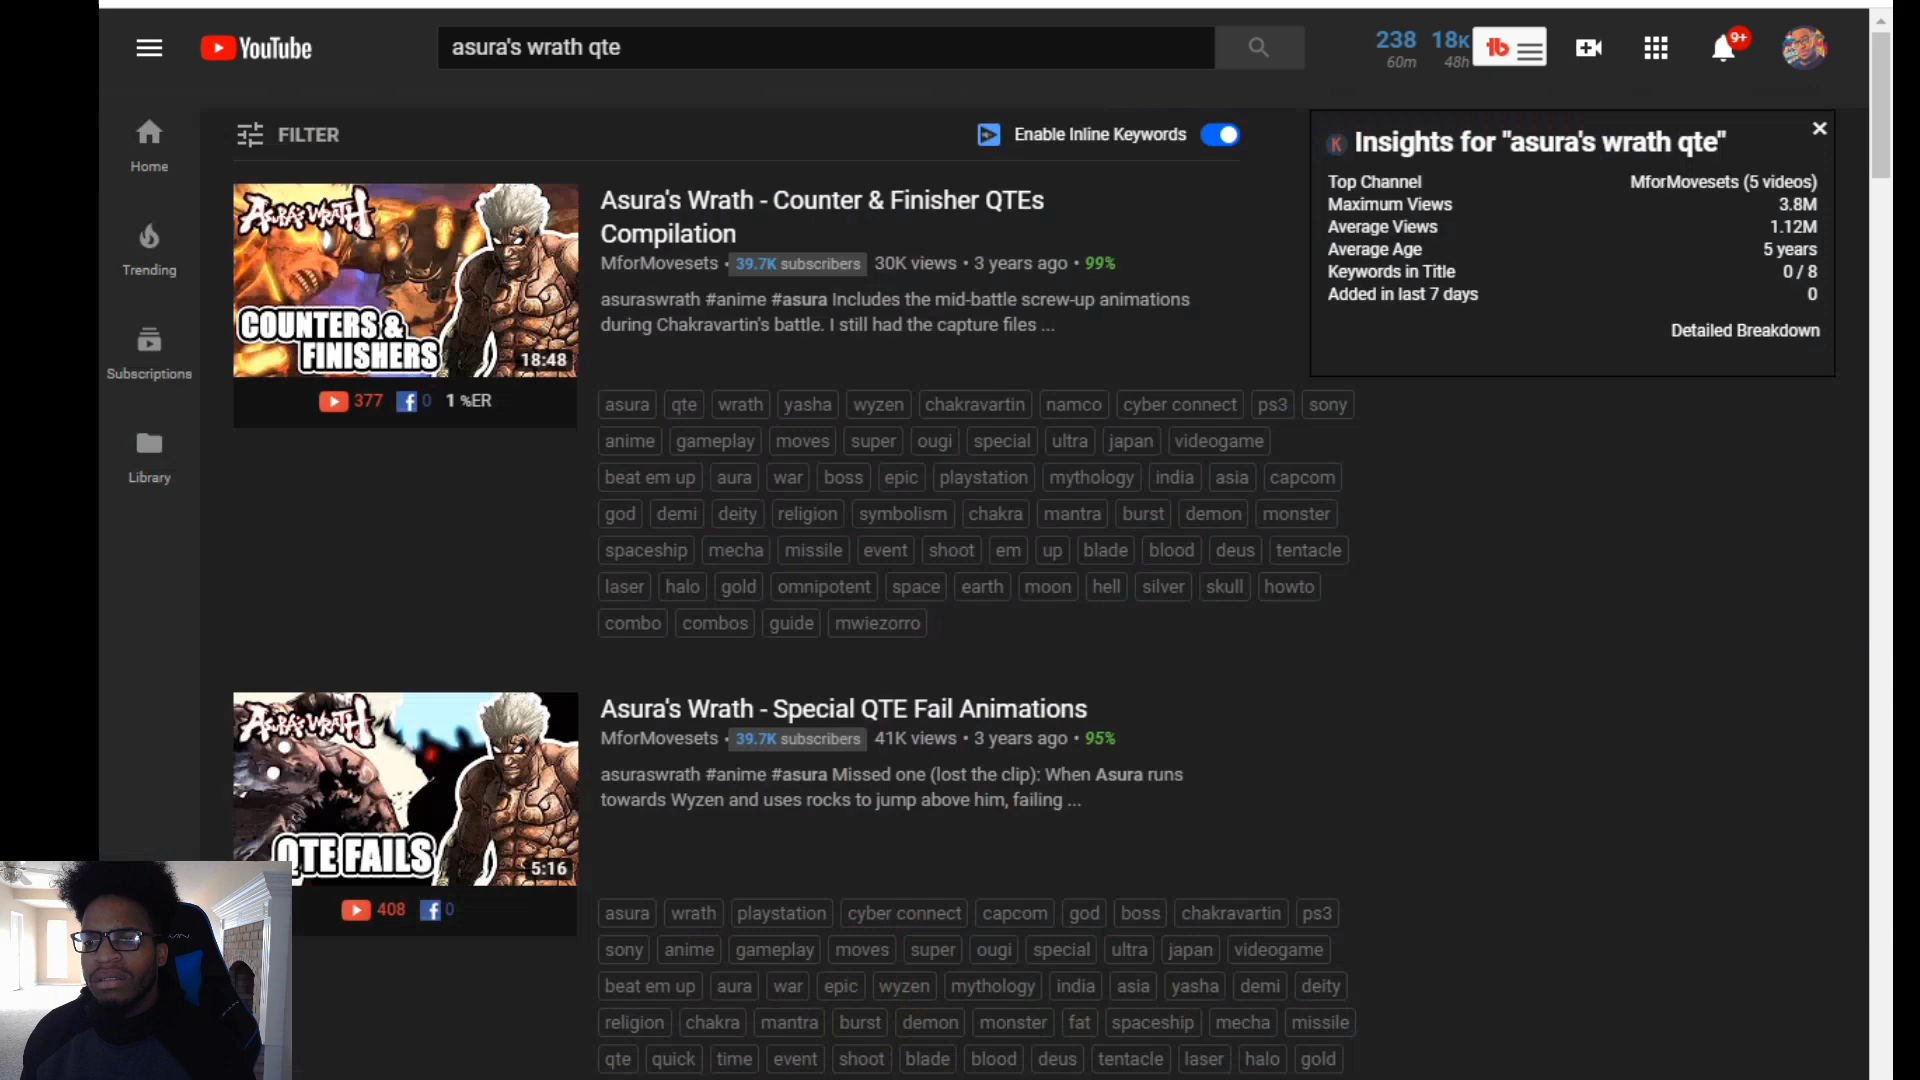 YouTube
asura's wrath qte
238 18K
60m 48h
tb
9+
Home
Trending
Subscriptions
Library
FILTER
Enable Inline Keywords
ASURA'S WRATH
COUNTERS &
FINISHERS
18:48
377 0 1 %ER
Asura's Wrath - Counter & Finisher QTEs
Compilation
MforMovesets • 39.7K subscribers 30K views • 3 years ago • 99%
asuraswrath #anime #asura Includes the mid-battle screw-up animations
during Chakravartin's battle. I still had the capture files ...
asura qte wrath yasha wyzen chakravartin namco cyber connect ps3 sony
anime gameplay moves super ougi special ultra japan videogame
beat em up aura war boss epic playstation mythology india asia capcom
god demi deity religion symbolism chakra mantra burst demon monster
spaceship mecha missile event shoot em up blade blood deus tentacle
laser halo gold omnipotent space earth moon hell silver skull howto
combo combos guide mwiezorro
K Insights for "asura's wrath qte"
Top Channel MforMovesets (5 videos)
Maximum Views 3.8M
Average Views 1.12M
Average Age 5 years
Keywords in Title 0 / 8
Added in last 7 days 0
Detailed Breakdown
ASURA'S WRATH
QTE FAILS
5:16
408 0
Asura's Wrath - Special QTE Fail Animations
MforMovesets • 39.7K subscribers 41K views • 3 years ago • 95%
asuraswrath #anime #asura Missed one (lost the clip): When Asura runs
towards Wyzen and uses rocks to jump above him, failing ...
asura wrath playstation cyber connect capcom god boss chakravartin ps3
sony anime gameplay moves super ougi special ultra japan videogame
beat em up aura war epic wyzen mythology india asia yasha demi deity
religion chakra mantra burst demon monster fat spaceship mecha missile
qte quick time event shoot blade blood deus tentacle laser halo gold